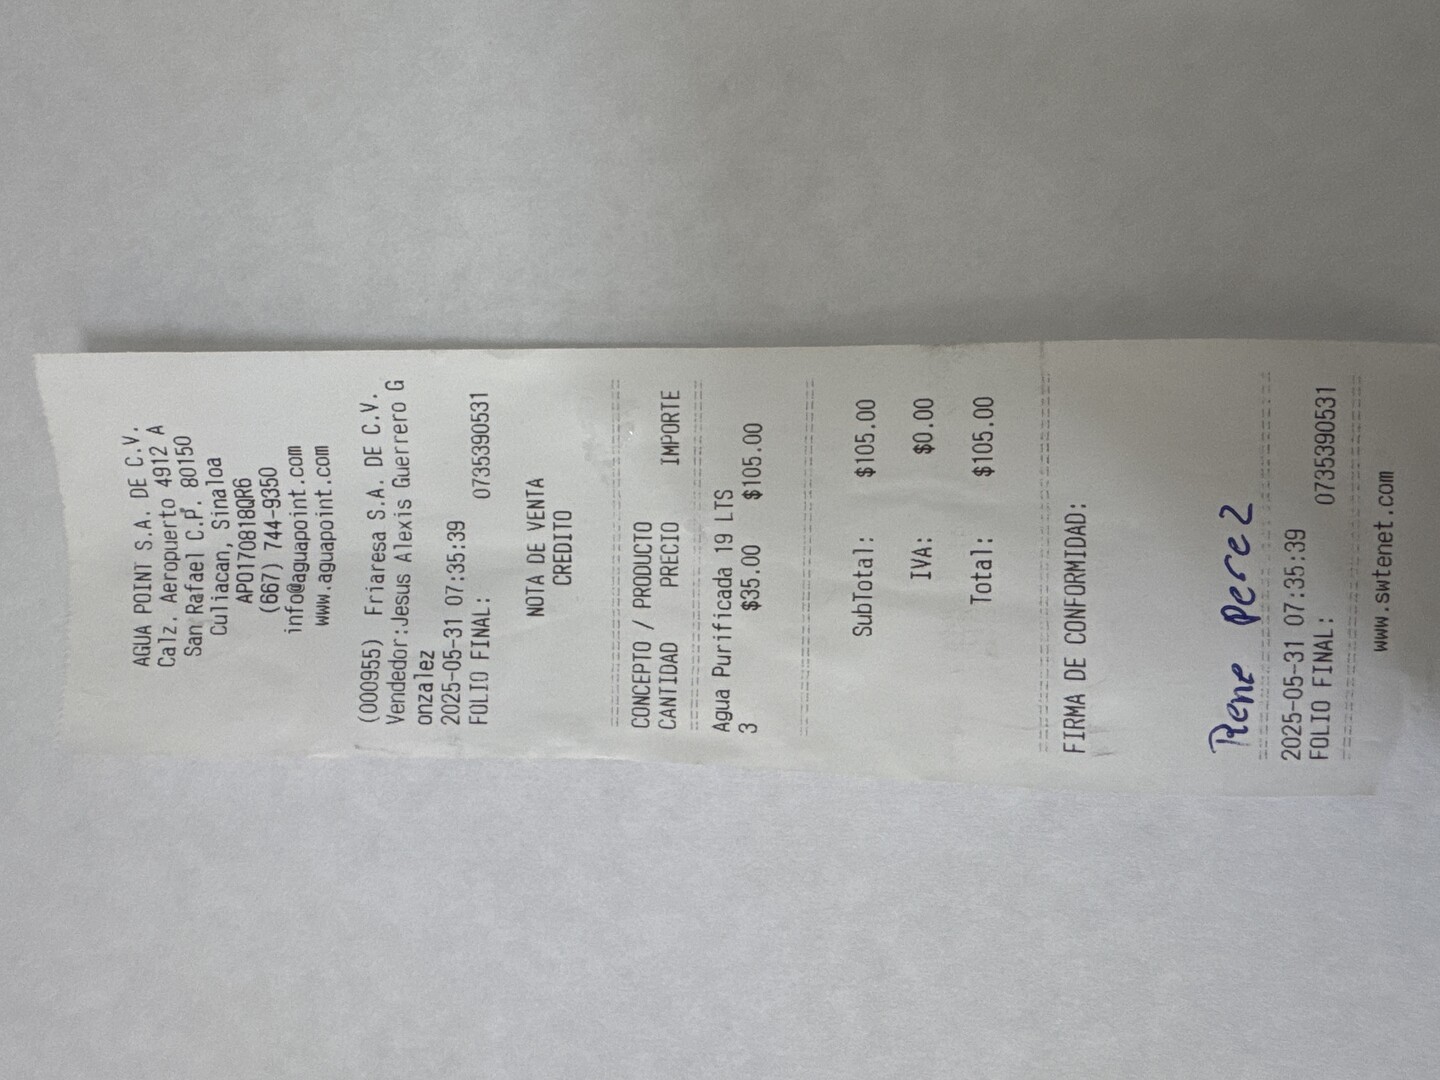 AGUA POINT S.A. DE C.V.
Calz. Aeropuerto 4912 A
San Rafael C.P. 80150
Culiacan, Sinaloa
APO170818QR6
(667) 744-9350
info@aguapoint.com
www.aguapoint.com
(000955) Friaresa S.A. DE C.V.
Vendedor:Jesus Alexis Guerrero G
onzalez
2025-05-31 07:35:39
FOLIO FINAL: 0735390531
NOTA DE VENTA
CREDITO
CONCEPTO / PRODUCTO
CANTIDAD PRECIO IMPORTE
Agua Purificada 19 LTS
3 $35.00 $105.00
SubTotal: $105.00
IVA: $0.00
Total: $105.00
FIRMA DE CONFORMIDAD:
Rene Perez
2025-05-31 07:35:39
FOLIO FINAL: 0735390531
www.swtenet.com